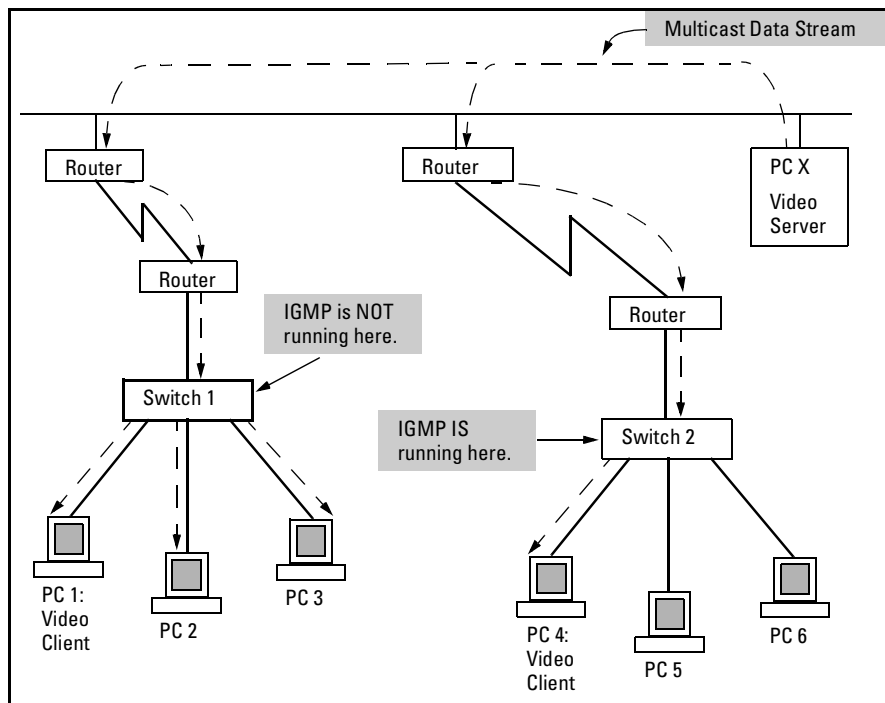 Multicast Data Stream
Router
Router
PC X
Video
Server
Router
IGMP is NOT
running here.
Router
Switch 1
IGMP IS
running here.
Switch 2
PC 1:
Video
Client
PC 2
PC 3
PC 4:
Video
Client
PC 5
PC 6